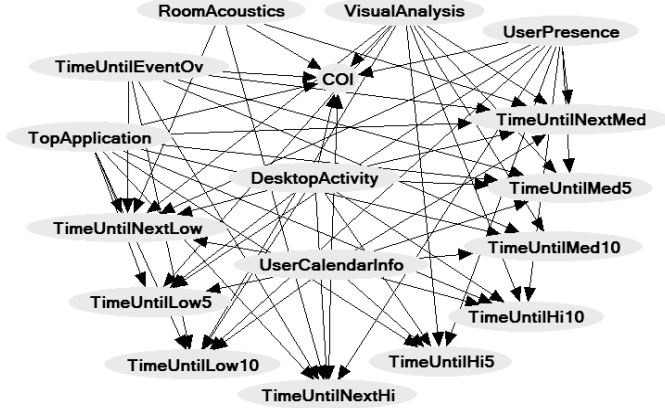 RoomAcoustics
VisualAnalysis
UserPresence
TimeUntilEventOv
COI
TimeUntilNextMed
TopApplication
DesktopActivity
TimeUntilMed5
TimeUntilNextLow
TimeUntilMed10
UserCalendarInfo
TimeUntilLow5
TimeUntilHi10
TimeUntilLow10
TimeUntilHi5
TimeUntilNextHi